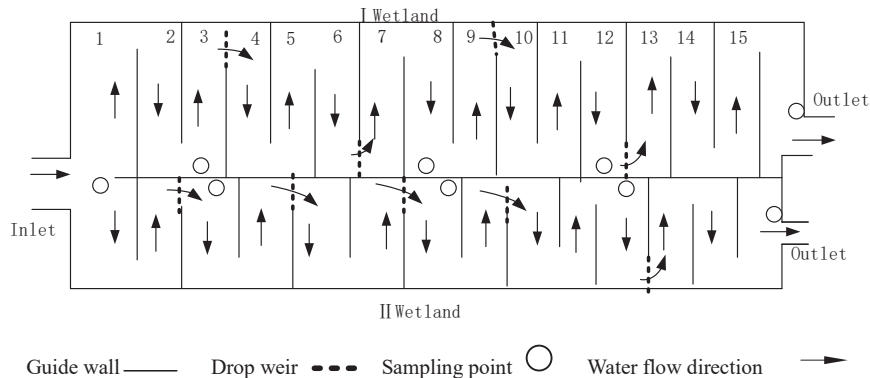 I Wetland
1 2 3 4 5 6 7 8 9 10 11 12 13 14 15
Outlet
Inlet
Outlet
II Wetland
Guide wall Drop weir Sampling point Water flow direction